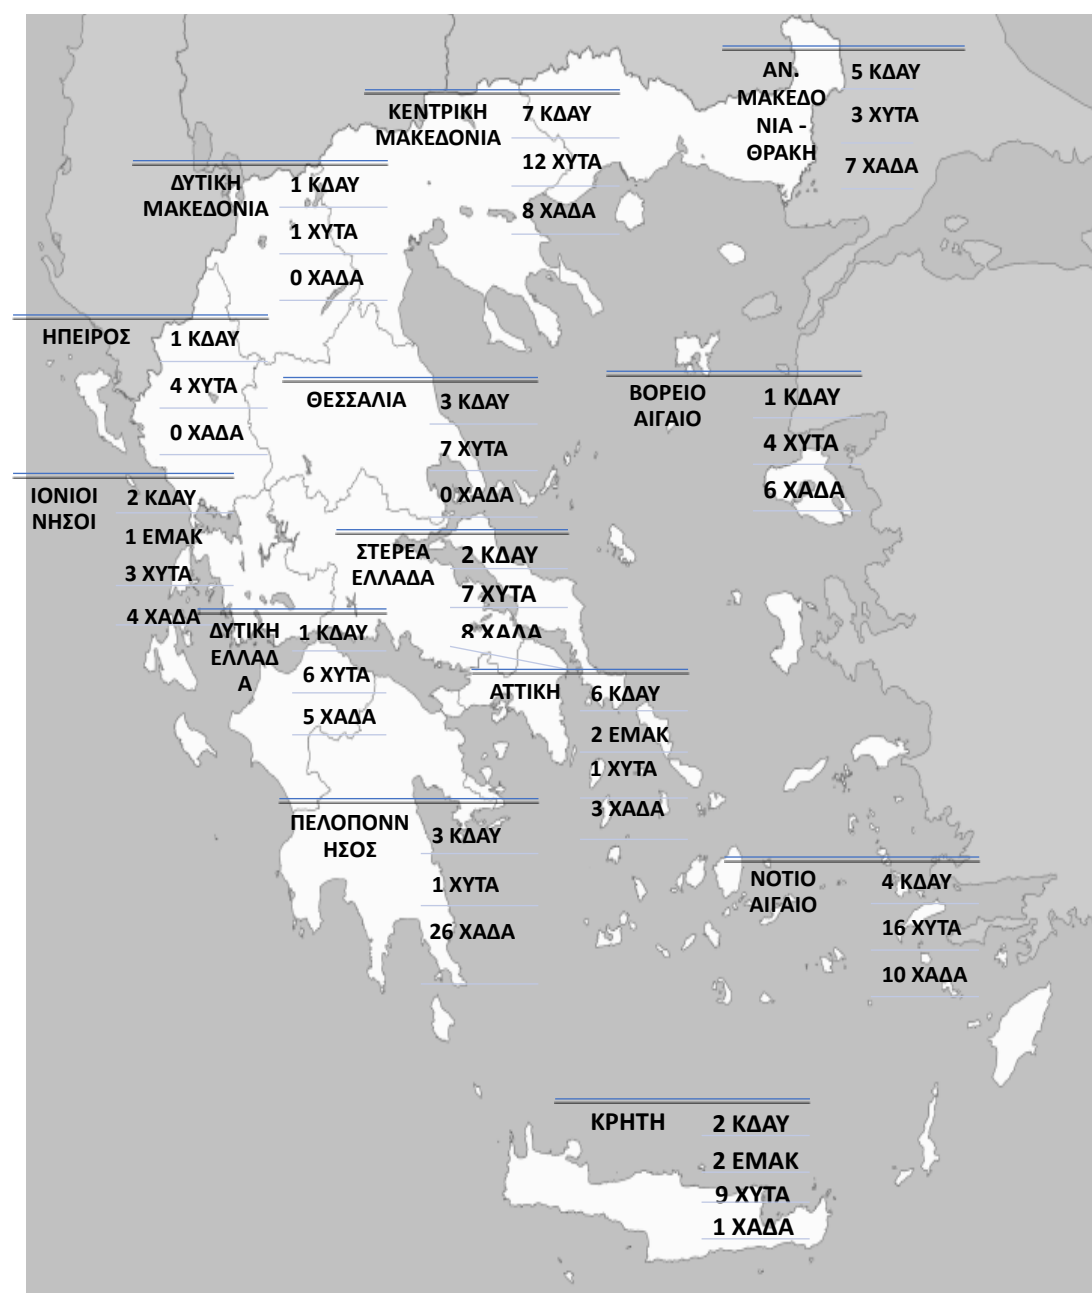 ΑΝ.
ΜΑΚΕΔΟ
ΝΙΑ -
ΘΡΑΚΗ
5 ΚΔΑΥ
3 ΧΥΤΑ
7 ΧΑΔΑ
ΚΕΝΤΡΙΚΗ
ΜΑΚΕΔΟΝΙΑ
7 ΚΔΑΥ
12 ΧΥΤΑ
8 ΧΑΔΑ
ΔΥΤΙΚΗ
ΜΑΚΕΔΟΝΙΑ
1 ΚΔΑΥ
1 ΧΥΤΑ
0 ΧΑΔΑ
ΗΠΕΙΡΟΣ
1 ΚΔΑΥ
4 ΧΥΤΑ
0 ΧΑΔΑ
ΘΕΣΣΑΛΙΑ
3 ΚΔΑΥ
7 ΧΥΤΑ
0 ΧΑΔΑ
ΒΟΡΕΙΟ
ΑΙΓΑΙΟ
1 ΚΔΑΥ
4 ΧΥΤΑ
6 ΧΑΔΑ
ΙΟΝΙΟΙ
ΝΗΣΟΙ
2 ΚΔΑΥ
1 ΕΜΑΚ
3 ΧΥΤΑ
4 ΧΑΔΑ
ΣΤΕΡΕΑ
ΕΛΛΑΔΑ
2 ΚΔΑΥ
7 ΧΥΤΑ
8 ΧΑΔΑ
ΔΥΤΙΚΗ
ΕΛΛΑΔ
Α
1 ΚΔΑΥ
6 ΧΥΤΑ
5 ΧΑΔΑ
ΑΤΤΙΚΗ
6 ΚΔΑΥ
2 ΕΜΑΚ
1 ΧΥΤΑ
3 ΧΑΔΑ
ΠΕΛΟΠΟΝΝ
ΗΣΟΣ
3 ΚΔΑΥ
1 ΧΥΤΑ
26 ΧΑΔΑ
ΝΟΤΙΟ
ΑΙΓΑΙΟ
4 ΚΔΑΥ
16 ΧΥΤΑ
10 ΧΑΔΑ
ΚΡΗΤΗ
2 ΚΔΑΥ
2 ΕΜΑΚ
9 ΧΥΤΑ
1 ΧΑΔΑ